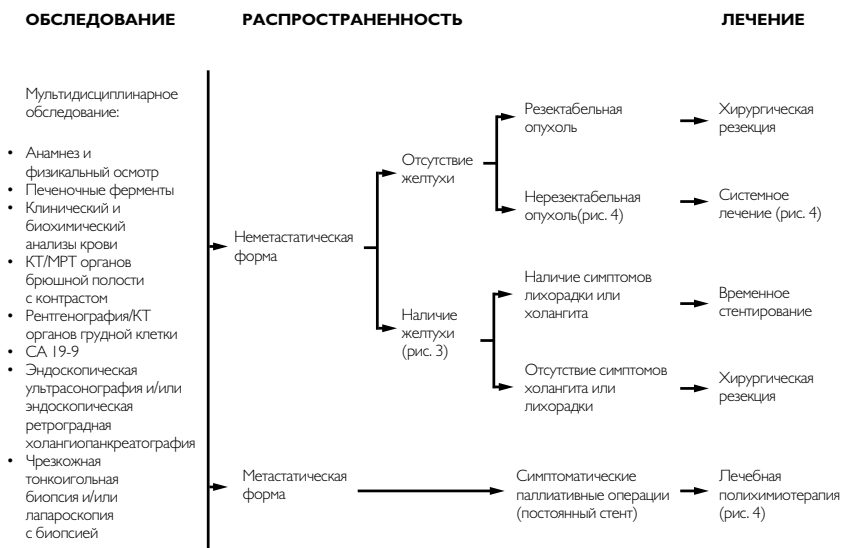 ОБСЛЕДОВАНИЕ
РАСПРОСТРАНЕННОСТЬ
ЛЕЧЕНИЕ
Мультидисциплинарное
обследование:
• Анамнез и
физикальный осмотр
• Печеночные ферменты
• Клинический и
биохимический
анализы крови
• КТ/МРТ органов
брюшной полости
с контрастом
• Рентгенография/КТ
органов грудной клетки
• СА 19-9
• Эндоскопическая
ультрасонография и/или
эндоскопическая
ретроградная
холангиопанкреатография
• Чрезкожная
тонкоигольная
биопсия и/или
лапароскопия
с биопсией
Неметастатическая
форма
Отсутствие
желтухи
Резектабельная
опухоль
Хирургическая
резекция
Нерезектабельная
опухоль(рис. 4)
Системное
лечение (рис. 4)
Наличие
желтухи
(рис. 3)
Наличие симптомов
лихорадки или
холангита
Временное
стентирование
Отсутствие симптомов
холангита или
лихорадки
Хирургическая
резекция
Метастатическая
форма
Симптоматические
паллиативные операции
(постоянный стент)
Лечебная
полихимиотерапия
(рис. 4)